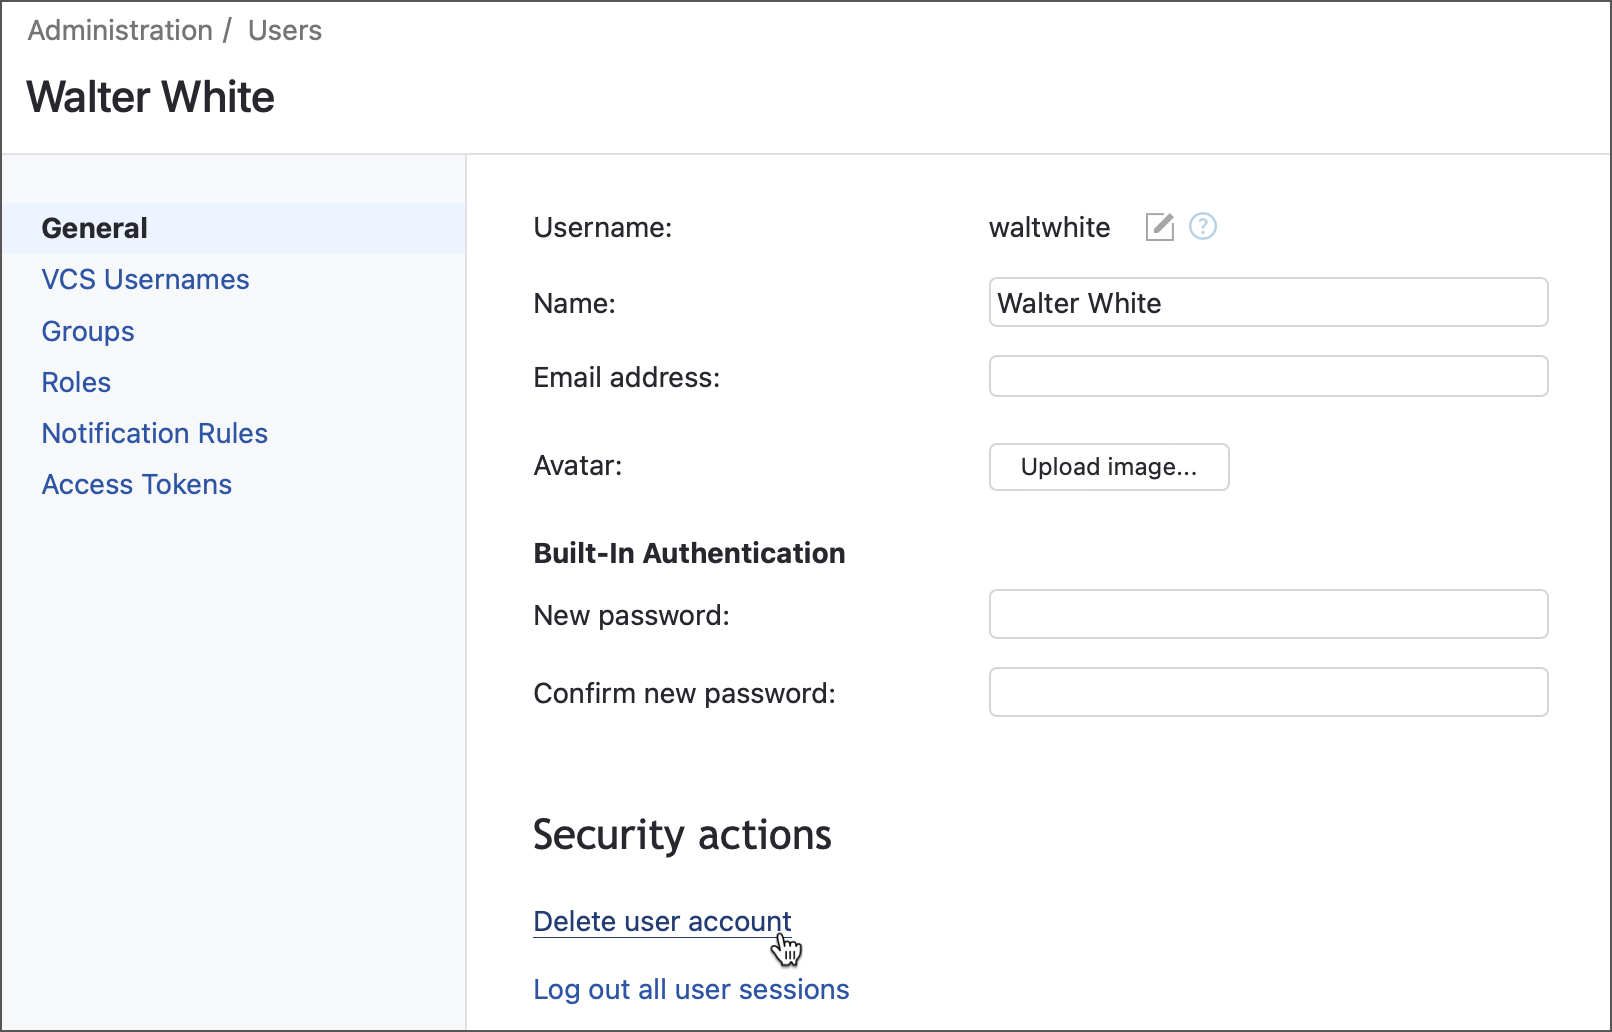 Administration / Users
Walter White
General
VCS Usernames
Groups
Roles
Notification Rules
Access Tokens
Username: waltwhite ?
Name: Walter White
Email address:
Avatar: Upload image...
Built-In Authentication
New password:
Confirm new password:
Security actions
Delete user account
Log out all user sessions